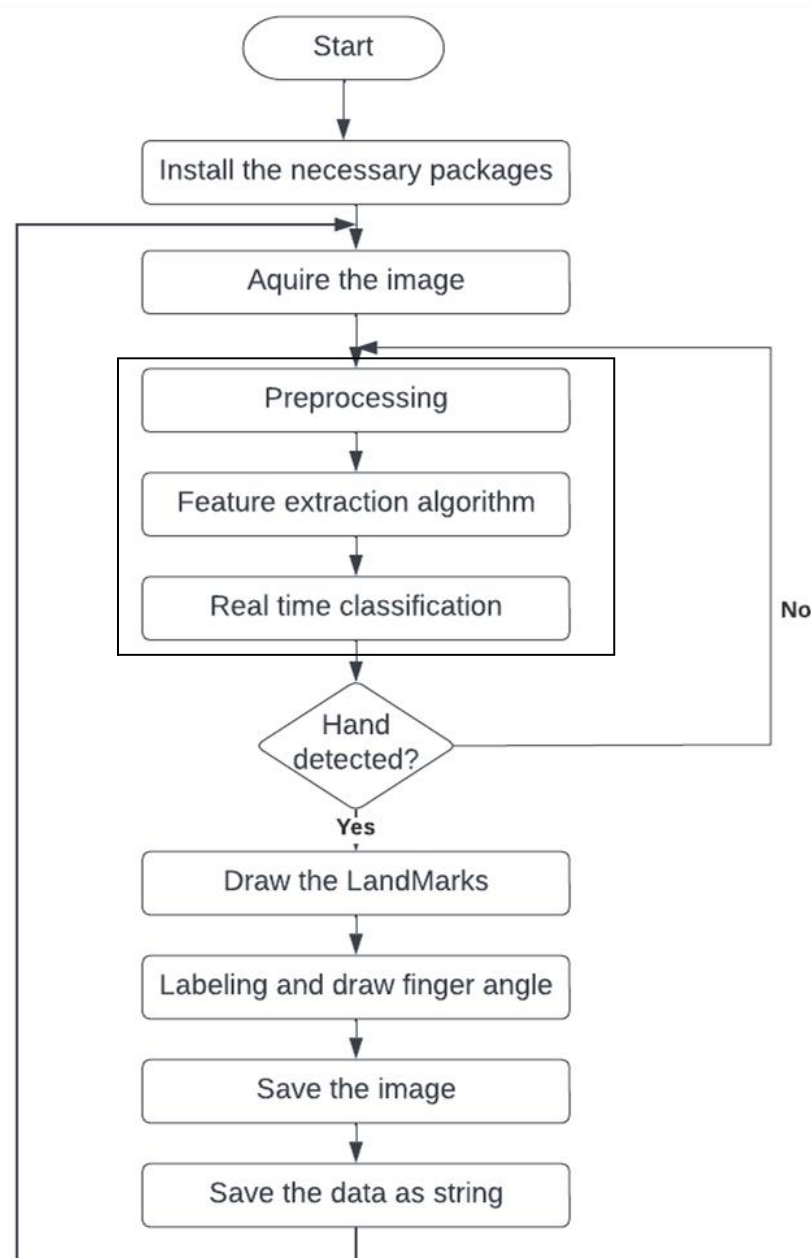 Start
Install the necessary packages
Aquire the image
Preprocessing
Feature extraction algorithm
Real time classification
No
Hand
detected?
Yes
Draw the LandMarks
Labeling and draw finger angle
Save the image
Save the data as string